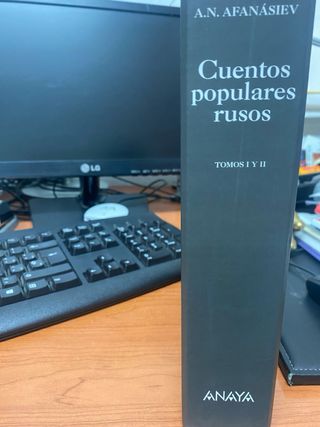 A.N. AFANÁSIEV
Cuentos
populares
rusos
TOMOS I Y II
ANAYA
LG